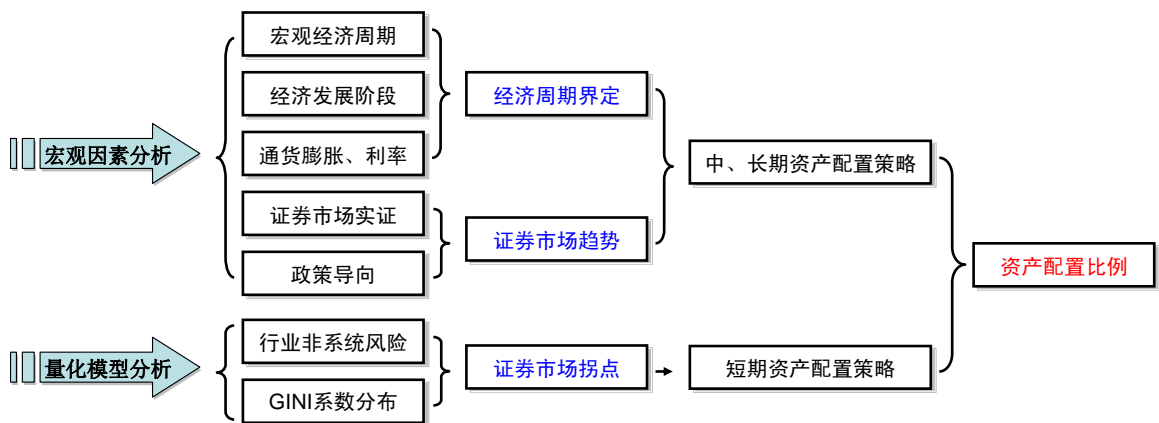 宏观因素分析
宏观经济周期
经济发展阶段
通货膨胀、利率
证券市场实证
政策导向
经济周期界定
证券市场趋势
中、长期资产配置策略
资产配置比例
量化模型分析
行业非系统风险
GINI系数分布
证券市场拐点
短期资产配置策略